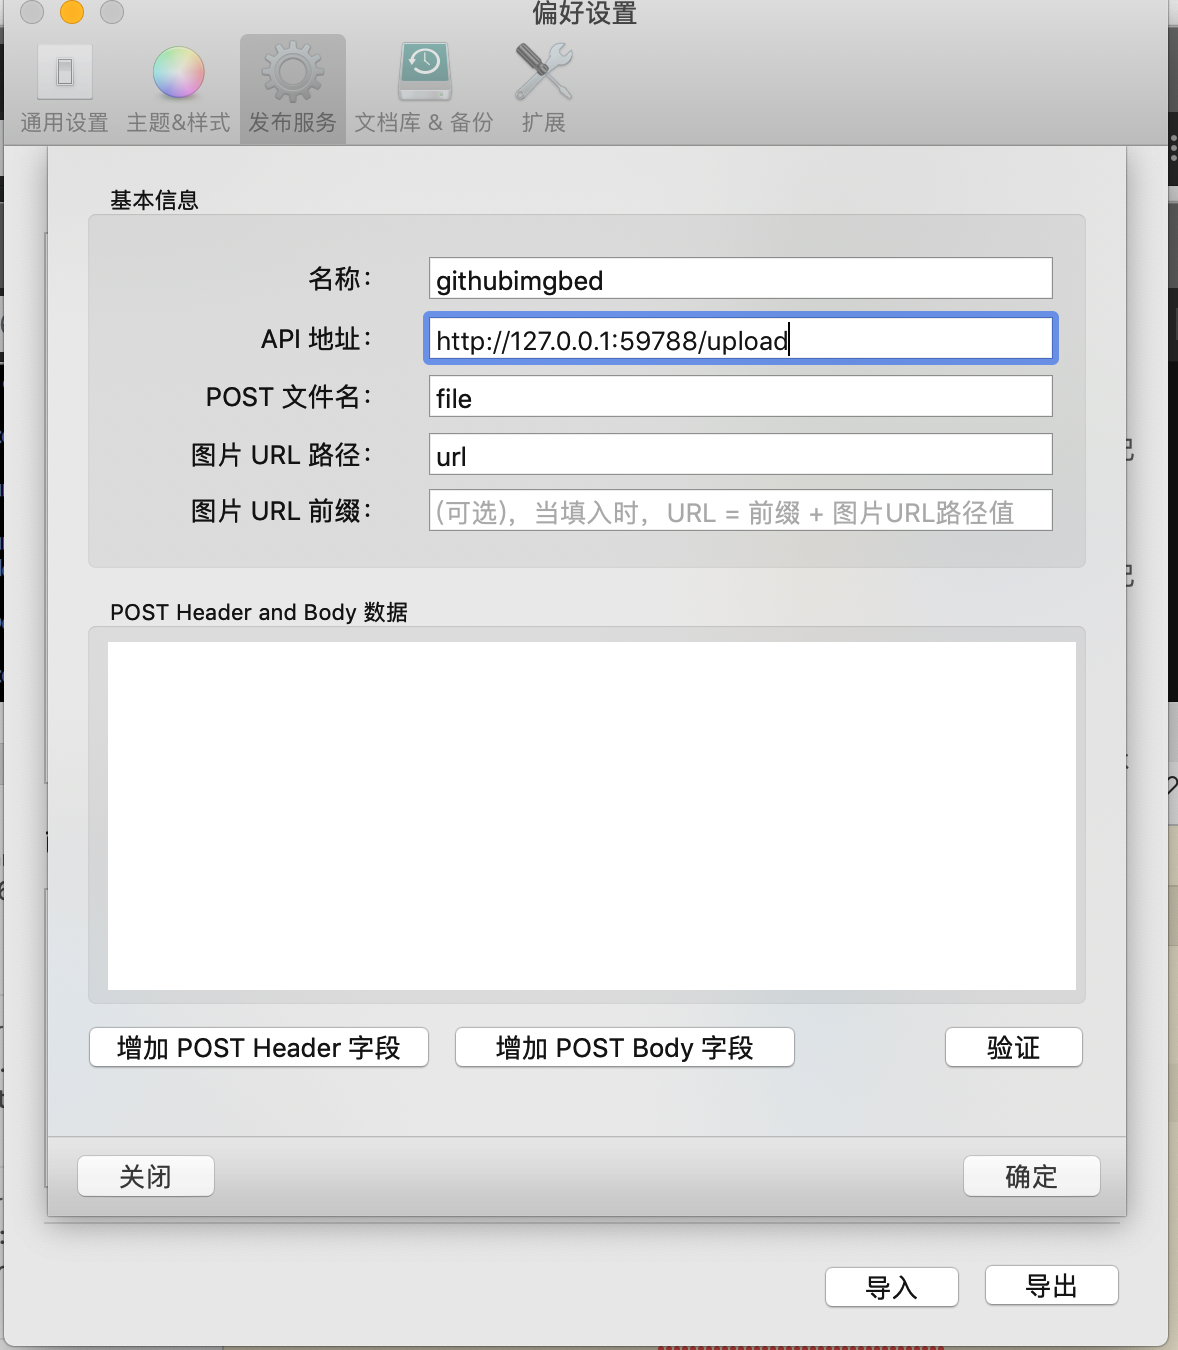 偏好设置
通用设置 主题&样式 发布服务 文档库 & 备份 扩展
基本信息
名称： githubimgbed
API 地址： http://127.0.0.1:59788/upload
POST 文件名： file
图片 URL 路径： url
图片 URL 前缀： (可选)，当填入时，URL = 前缀 + 图片URL路径值
POST Header and Body 数据
增加 POST Header 字段 增加 POST Body 字段 验证
关闭 确定
导入 导出